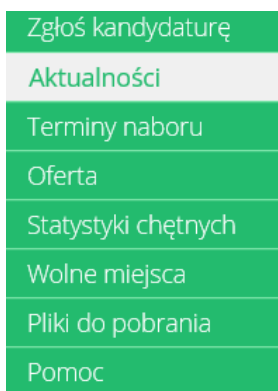 Zgłoś kandydaturę
Aktualności
Terminy naboru
Oferta
Statystyki chętnych
Wolne miejsca
Pliki do pobrania
Pomoc